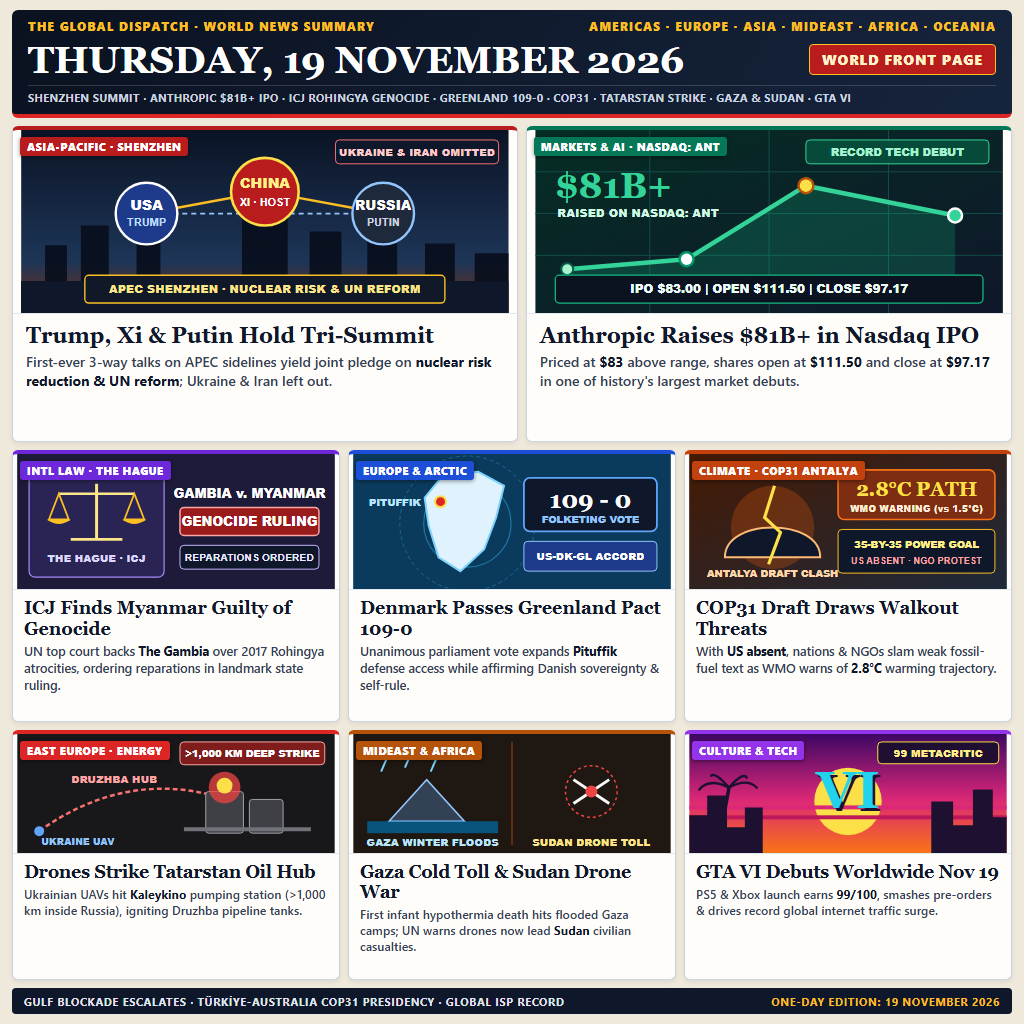 THE GLOBAL DISPATCH · WORLD NEWS SUMMARY
AMERICAS · EUROPE · ASIA · MIDEAST · AFRICA · OCEANIA
THURSDAY, 19 NOVEMBER 2026
WORLD FRONT PAGE
SHENZHEN SUMMIT · ANTHROPIC $81B+ IPO · ICJ ROHINGYA GENOCIDE · GREENLAND 109-0 · COP31 · TATARSTAN STRIKE · GAZA & SUDAN · GTA VI
ASIA-PACIFIC · SHENZHEN
UKRAINE & IRAN OMITTED
USA
TRUMP
CHINA
XI · HOST
RUSSIA
PUTIN
APEC SHENZHEN · NUCLEAR RISK & UN REFORM
Trump, Xi & Putin Hold Tri-Summit
First-ever 3-way talks on APEC sidelines yield joint pledge on nuclear risk
reduction & UN reform; Ukraine & Iran left out.
MARKETS & AI · NASDAQ: ANT
RECORD TECH DEBUT
$81B+
RAISED ON NASDAQ: ANT
IPO $83.00 | OPEN $111.50 | CLOSE $97.17
Anthropic Raises $81B+ in Nasdaq IPO
Priced at $83 above range, shares open at $111.50 and close at $97.17
in one of history's largest market debuts.
INTL LAW · THE HAGUE
THE HAGUE · ICJ
GAMBIA v. MYANMAR
GENOCIDE RULING
REPARATIONS ORDERED
ICJ Finds Myanmar Guilty of
Genocide
UN top court backs The Gambia over 2017 Rohingya
atrocities, ordering reparations in landmark state
ruling.
EUROPE & ARCTIC
PITUFFIK
109 - 0
FOLKETING VOTE
US-DK-GL ACCORD
Denmark Passes Greenland Pact
109-0
Unanimous parliament vote expands Pituffik
defense access while affirming Danish sovereignty &
self-rule.
CLIMATE · COP31 ANTALYA
2.8°C PATH
WMO WARNING (vs 1.5°C)
35-BY-35 POWER GOAL
US ABSENT · NGO PROTEST
ANTALYA DRAFT CLASH
COP31 Draft Draws Walkout
Threats
With US absent, nations & NGOs slam weak fossil-
fuel text as WMO warns of 2.8°C warming trajectory.
EAST EUROPE · ENERGY
>1,000 KM DEEP STRIKE
DRUZHBA HUB
UKRAINE UAV
Drones Strike Tatarstan Oil Hub
Ukrainian UAVs hit Kaleykino pumping station (>1,000
km inside Russia), igniting Druzhba pipeline tanks.
MIDEAST & AFRICA
GAZA WINTER FLOODS
SUDAN DRONE TOLL
Gaza Cold Toll & Sudan Drone
War
First infant hypothermia death hits flooded Gaza
camps; UN warns drones now lead Sudan civilian
casualties.
CULTURE & TECH
99 METACRITIC
VI
GTA VI Debuts Worldwide Nov 19
PS5 & Xbox launch earns 99/100, smashes pre-orders
& drives record global internet traffic surge.
GULF BLOCKADE ESCALATES · TÜRKİYE-AUSTRALIA COP31 PRESIDENCY · GLOBAL ISP RECORD
ONE-DAY EDITION: 19 NOVEMBER 2026